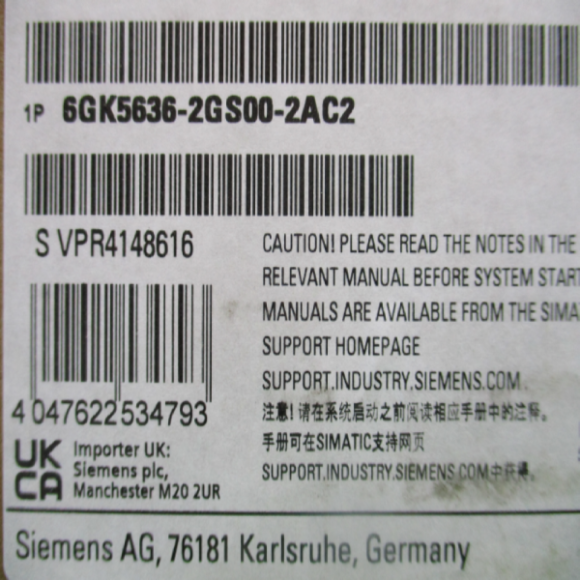 1P 6GK5636-2GS00-2AC2
S VPR4148616
CAUTION! PLEASE READ THE NOTES IN THE
RELEVANT MANUAL BEFORE SYSTEM START
MANUALS ARE AVAILABLE FROM THE SIMA
SUPPORT HOMEPAGE
SUPPORT.INDUSTRY.SIEMENS.COM
注意!请在系统启动之前阅读相应手册中的注释。
手册可在SIMATIC支持网页
SUPPORT.INDUSTRY.SIEMENS.COM中获得。
4 047622 534793
UK
CA
Importer UK:
Siemens plc,
Manchester M20 2UR
Siemens AG, 76181 Karlsruhe, Germany